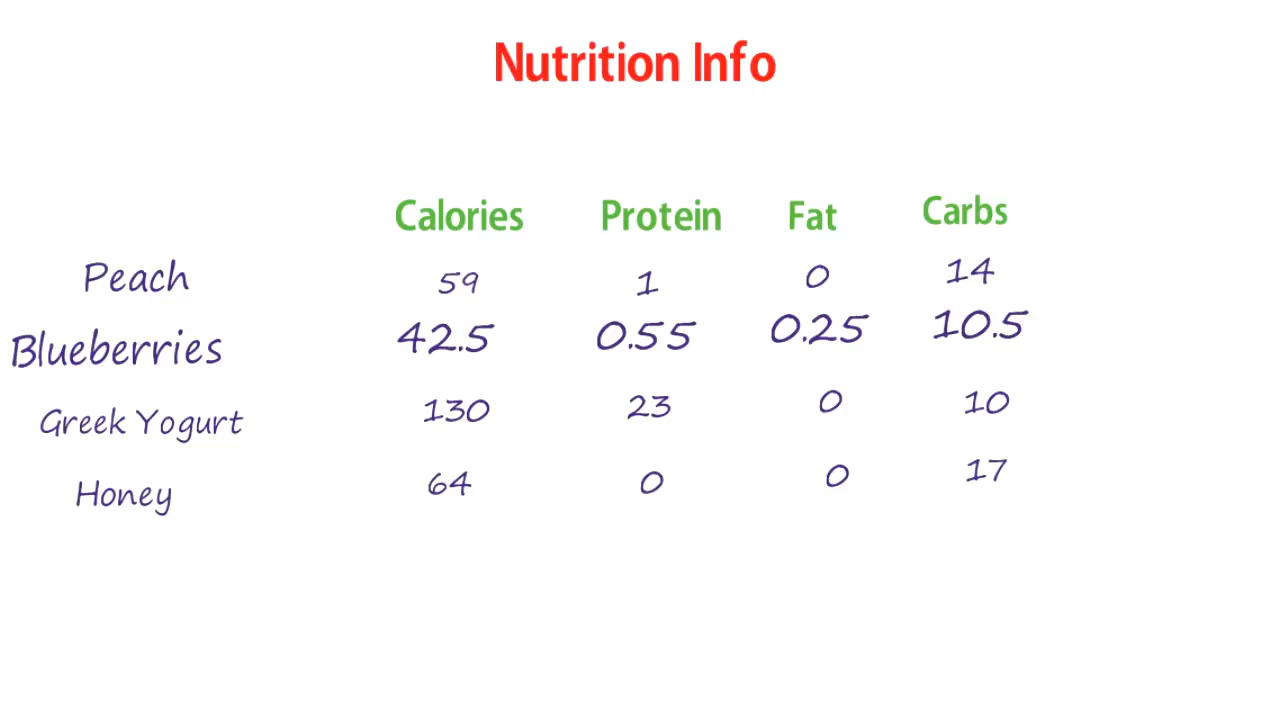 Nutrition Info
Calories Protein Fat Carbs
Peach 59 1 0 14
Blueberries 42.5 0.55 0.25 10.5
Greek Yogurt 130 23 0 10
Honey 64 0 0 17